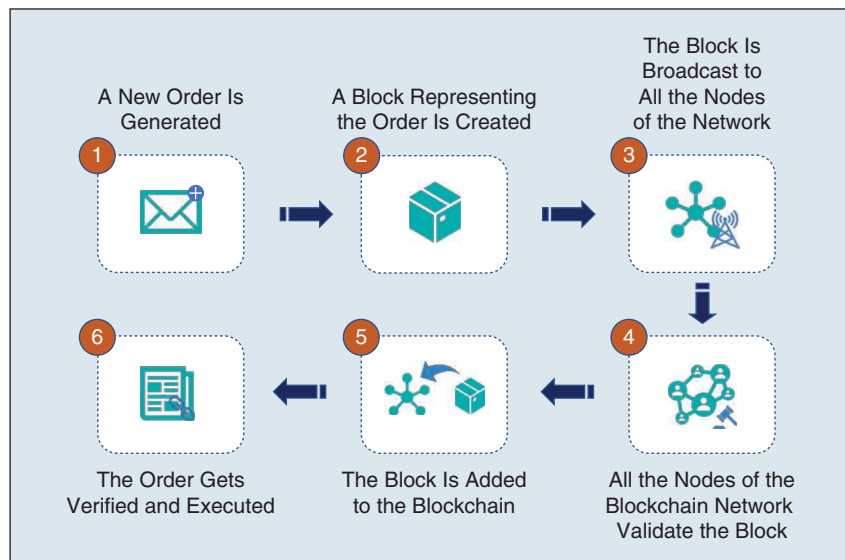 A New Order Is
Generated
1
A Block Representing
the Order Is Created
2
The Block Is
Broadcast to
All the Nodes
of the Network
3
4
All the Nodes of the
Blockchain Network
Validate the Block
5
The Block Is Added
to the Blockchain
6
The Order Gets
Verified and Executed